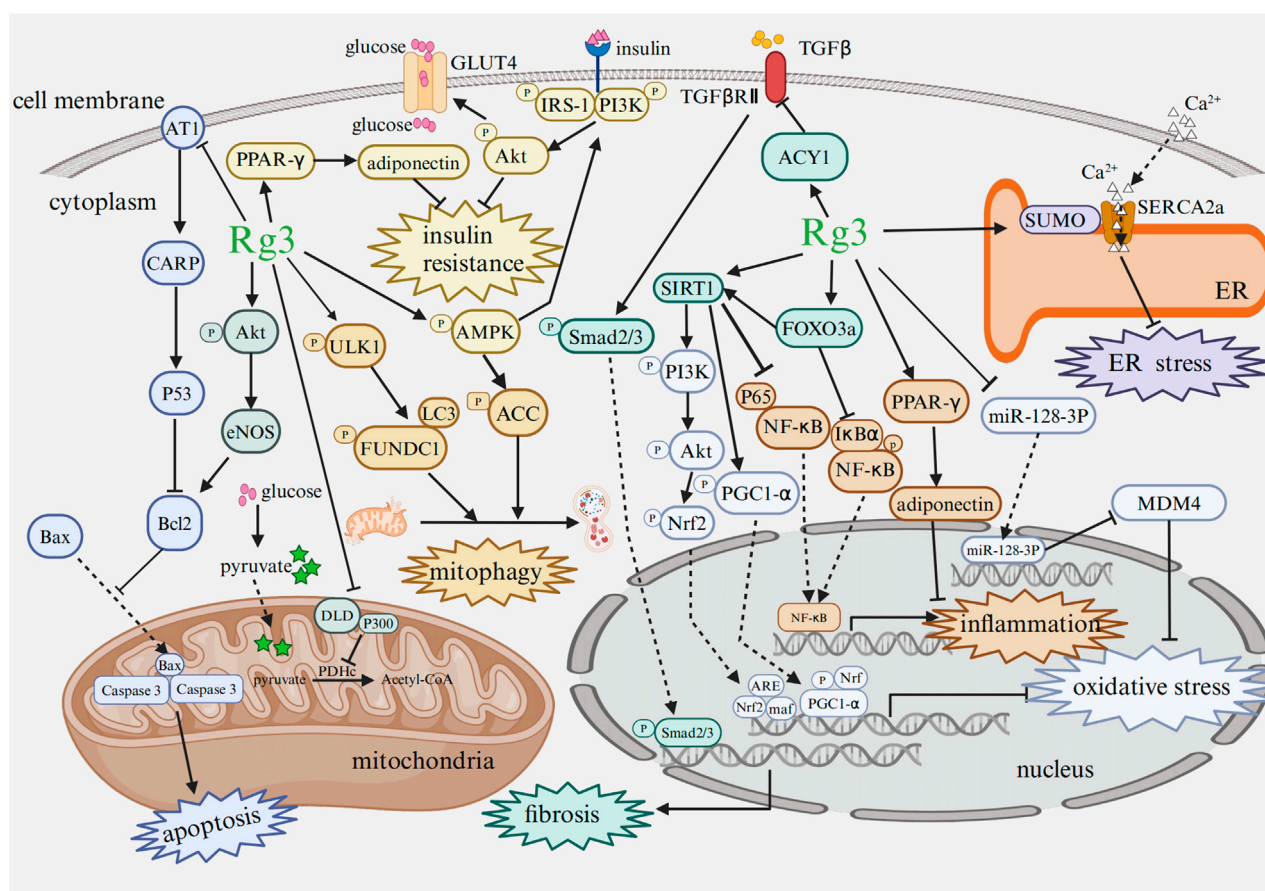 glucose
insulin
TGFβ
GLUT4
cell membrane
P
IRS-1
PI3K
P
TGFβRⅡ
Ca²⁺
AT1
glucose
P
ACY1
PPAR-γ
adiponectin
Akt
Ca²⁺
cytoplasm
SUMO
SERCA2a
Rg3
insulin
resistance
Rg3
CARP
SIRT1
ER
P
Akt
P
ULK1
P
AMPK
P
Smad2/3
FOXO3a
ER stress
P
PI3K
P53
P
ACC
P65
PPAR-γ
miR-128-3P
LC3
eNOS
P
FUNDC1
NF-κB
IκBα
p
NF-κB
P
Akt
P
PGC1-α
glucose
adiponectin
MDM4
Bax
Bcl2
P
Nrf2
miR-128-3P
pyruvate
mitophagy
DLD
P300
NF-κB
inflammation
Bax
PDHc
Caspase 3
Caspase 3
pyruvate
Acetyl-CoA
ARE
P
Nrf
Nrf2
maf
PGC1-α
oxidative stress
P
Smad2/3
mitochondria
nucleus
apoptosis
fibrosis